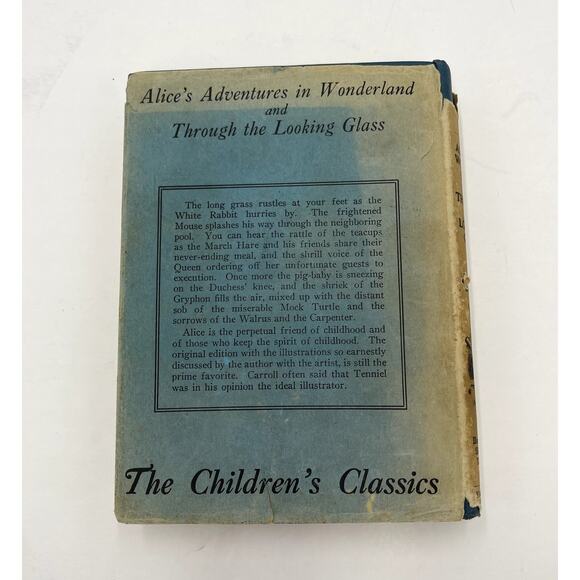 Alice's Adventures in Wonderland
and
Through the Looking Glass
The long grass rustles at your feet as the
White Rabbit hurries by. The frightened
Mouse splashes his way through the neighboring
pool. You can hear the rattle of the teacups
as the March Hare and his friends share their
never-ending meal, and the shrill voice of the
Queen ordering off her unfortunate guests to
execution. Once more the pig-baby is sneezing
on the Duchess' knee, and the shriek of the
Gryphon fills the air, mixed up with the distant
sob of the miserable Mock Turtle and the
sorrows of the Walrus and the Carpenter.
Alice is the perpetual friend of childhood and
of those who keep the spirit of childhood. The
original edition with the illustrations so earnestly
discussed by the author with the artist, is still the
prime favorite. Carroll often said that Tenniel
was in his opinion the ideal illustrator.
The Children's Classics